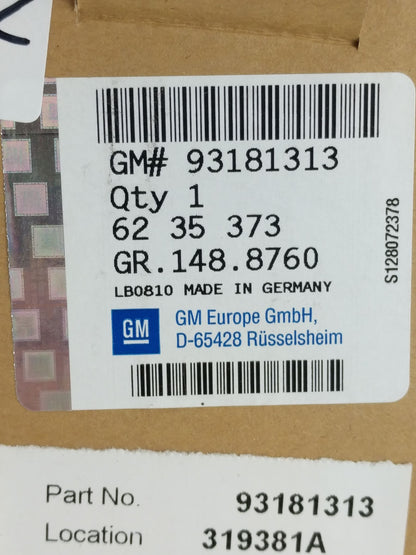 GM# 93181313
Qty 1
62 35 373
GR.148.8760
LB0810 MADE IN GERMANY
GM
GM Europe GmbH,
D-65428 Rüsselsheim
S128072378
Part No. 93181313
Location 319381A